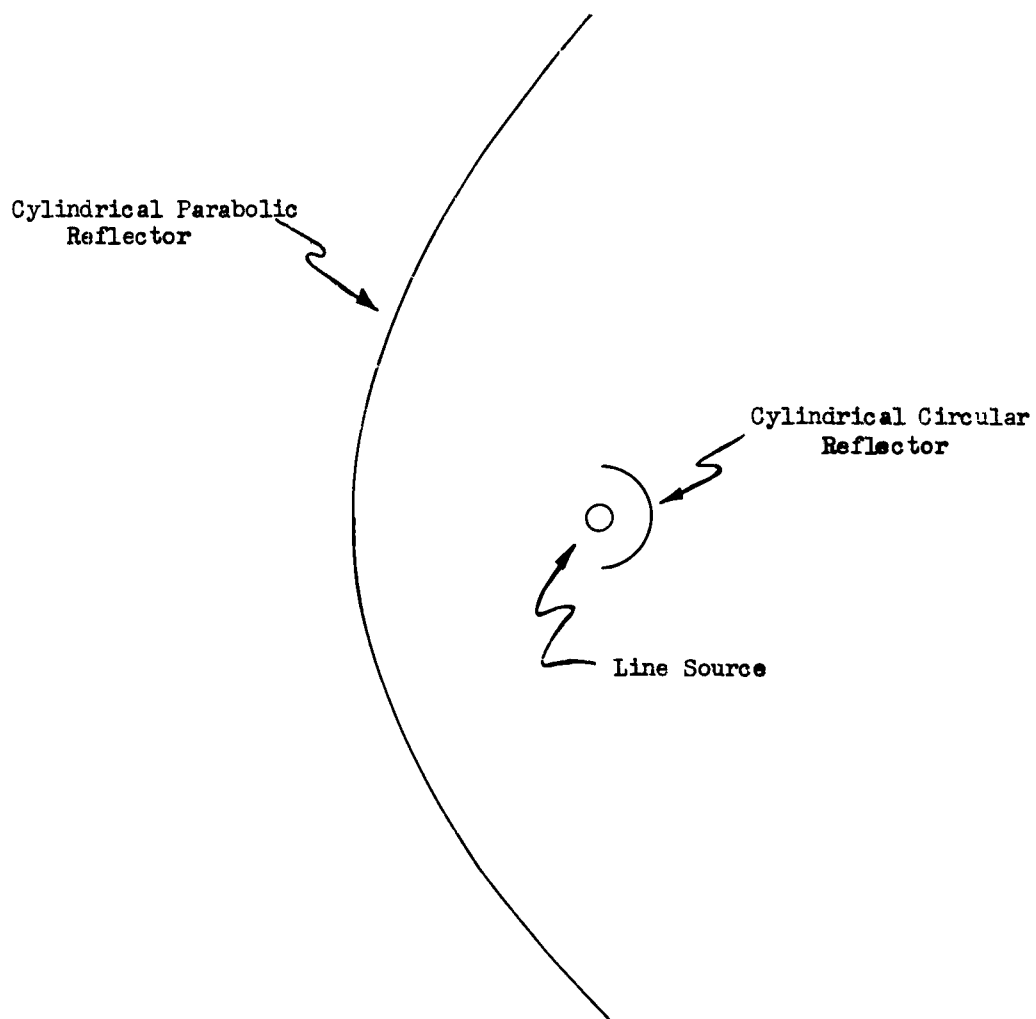 Cylindrical Parabolic
Reflector
Cylindrical Circular
Reflector
Line Source